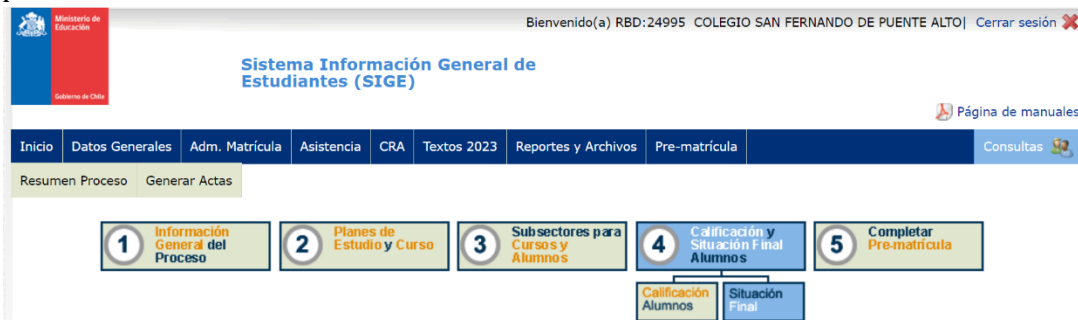 Ministerio de
Educación
Gobierno de Chile
Bienvenido(a) RBD:24995 COLEGIO SAN FERNANDO DE PUENTE ALTO| Cerrar sesión
Sistema Información General de
Estudiantes (SIGE)
Página de manuales
Inicio Datos Generales Adm. Matrícula Asistencia CRA Textos 2023 Reportes y Archivos Pre-matrícula Consultas
Resumen Proceso Generar Actas
1 Información
General del
Proceso
2 Planes de
Estudio y Curso
3 Subsectores para
Cursos y
Alumnos
4 Calificación y
Situación Final
Alumnos
5 Completar
Pre-matrícula
Calificación
Alumnos
Situación
Final